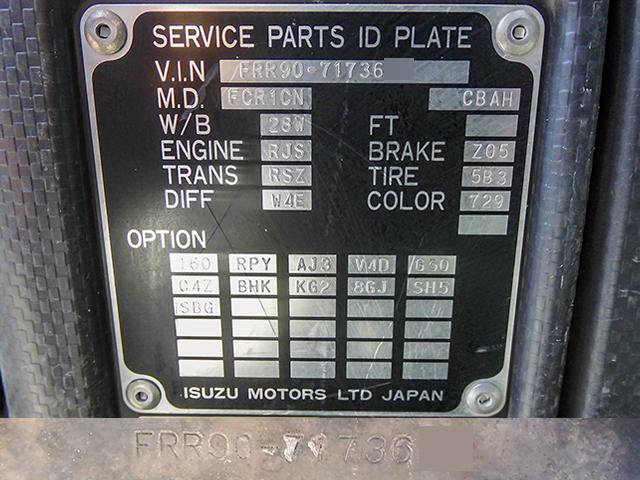 SERVICE PARTS ID PLATE
V.I.N FRR90-71736
M.D. FCR1CN CBAH
W/B 28W FT
ENGINE RJS BRAKE Z05
TRANS RSZ TIRE 5B3
DIFF W4E COLOR 729
OPTION
160 RPY AJ3 V4D /G30
C4Z BHK KG2 8GJ SH5
SBG
ISUZU MOTORS LTD JAPAN
FRR90-71736